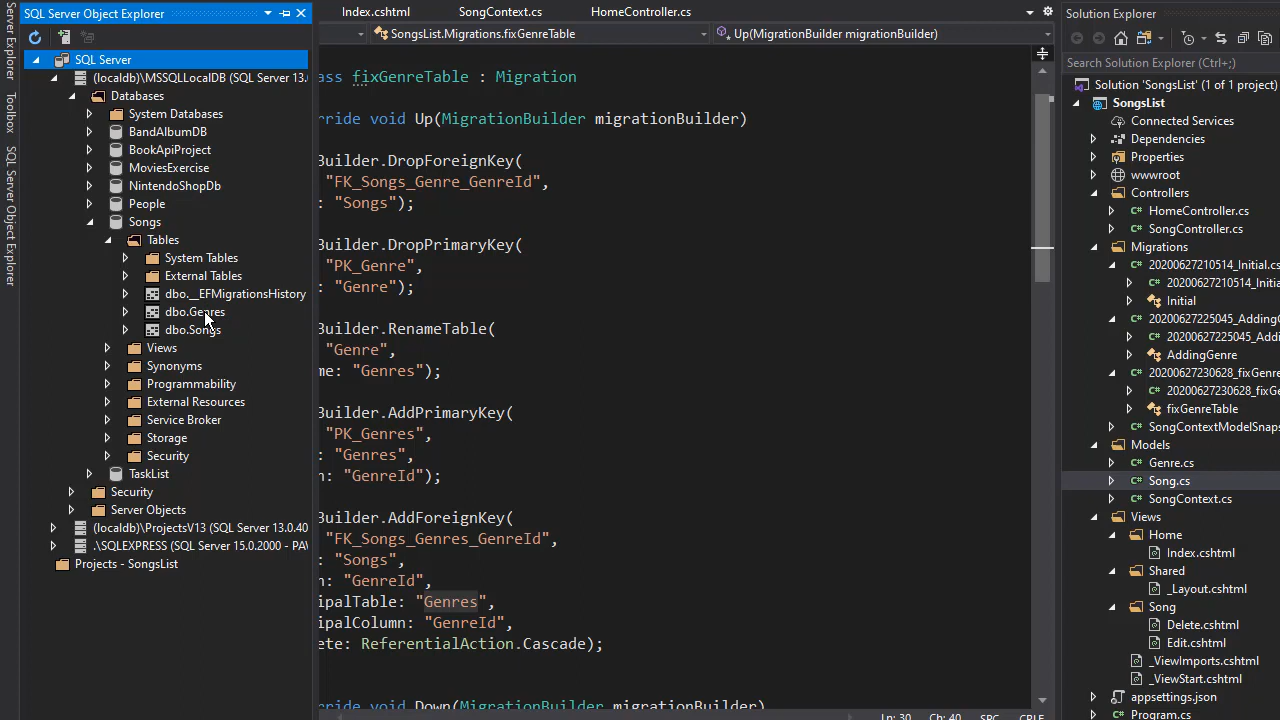 SQL Server Object Explorer
SQL Server
(localdb)\MSSQLLocalDB (SQL Server 13.0
Databases
System Databases
BandAlbumDB
BookApiProject
MoviesExercise
NintendoShopDb
People
Songs
Tables
System Tables
External Tables
dbo.__EFMigrationsHistory
dbo.Genres
dbo.Songs
Views
Synonyms
Programmability
External Resources
Service Broker
Storage
Security
TaskList
Security
Server Objects
(localdb)\ProjectsV13 (SQL Server 13.0.40
.\SQLEXPRESS (SQL Server 15.0.2000 - PA
Projects - SongsList
Server Explorer
Toolbox
SQL Server Object Explorer
Index.cshtml
SongContext.cs
HomeController.cs
SongsList.Migrations.fixGenreTable
Up(MigrationBuilder migrationBuilder)
ass fixGenreTable : Migration
rride void Up(MigrationBuilder migrationBuilder)
Builder.DropForeignKey(
"FK_Songs_Genre_GenreId",
: "Songs");
Builder.DropPrimaryKey(
"PK_Genre",
: "Genre");
Builder.RenameTable(
"Genre",
me: "Genres");
Builder.AddPrimaryKey(
"PK_Genres",
: "Genres",
n: "GenreId");
Builder.AddForeignKey(
"FK_Songs_Genres_GenreId",
: "Songs",
n: "GenreId",
ipalTable: "Genres",
ipalColumn: "GenreId",
ete: ReferentialAction.Cascade);
rride void Down(MigrationBuilder migrationBuilder)
Ln: 30 Ch: 40 SPC CRLF
Solution Explorer
Search Solution Explorer (Ctrl+;)
Solution 'SongsList' (1 of 1 project)
SongsList
Connected Services
Dependencies
Properties
wwwroot
Controllers
HomeController.cs
SongController.cs
Migrations
20200627210514_Initial.cs
20200627210514_Initia
Initial
20200627225045_AddingG
20200627225045_Addi
AddingGenre
20200627230628_fixGenre
20200627230628_fixGe
fixGenreTable
SongContextModelSnaps
Models
Genre.cs
Song.cs
SongContext.cs
Views
Home
Index.cshtml
Shared
_Layout.cshtml
Song
Delete.cshtml
Edit.cshtml
_ViewImports.cshtml
_ViewStart.cshtml
appsettings.json
Program.cs